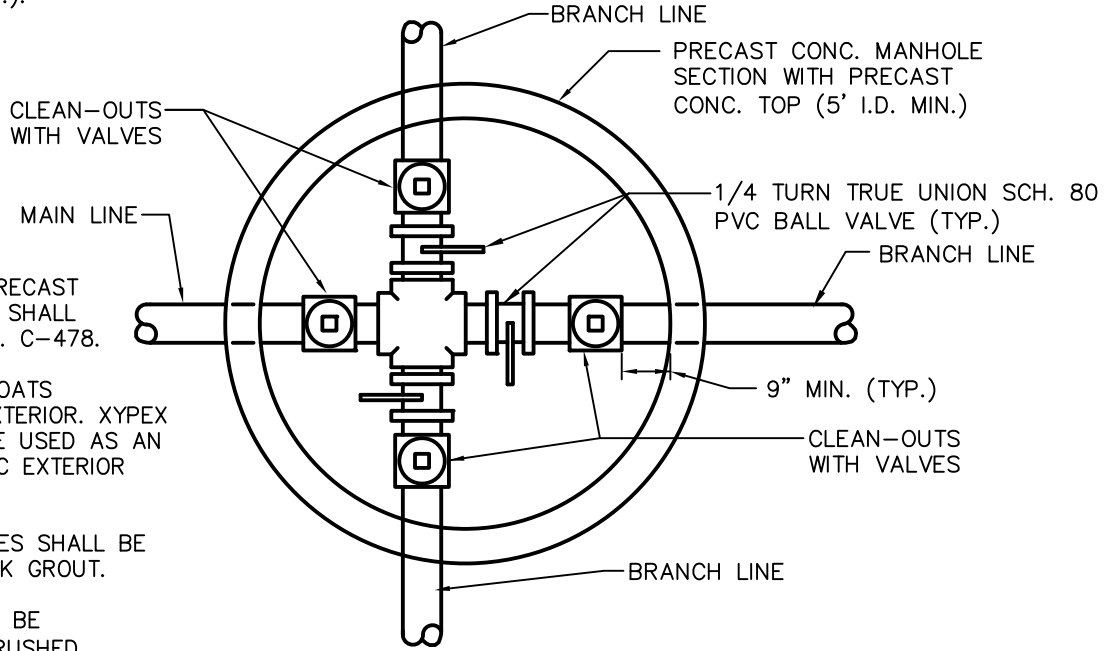 .).
BRANCH LINE
PRECAST CONC. MANHOLE
SECTION WITH PRECAST
CONC. TOP (5' I.D. MIN.)
CLEAN-OUTS
WITH VALVES
1/4 TURN TRUE UNION SCH. 80
PVC BALL VALVE (TYP.)
MAIN LINE
BRANCH LINE
RECAST
SHALL
. C-478.
OATS
XTERIOR. XYPEX
E USED AS AN
C EXTERIOR
9" MIN. (TYP.)
CLEAN-OUTS
WITH VALVES
ES SHALL BE
K GROUT.
BRANCH LINE
BE
RUSHED